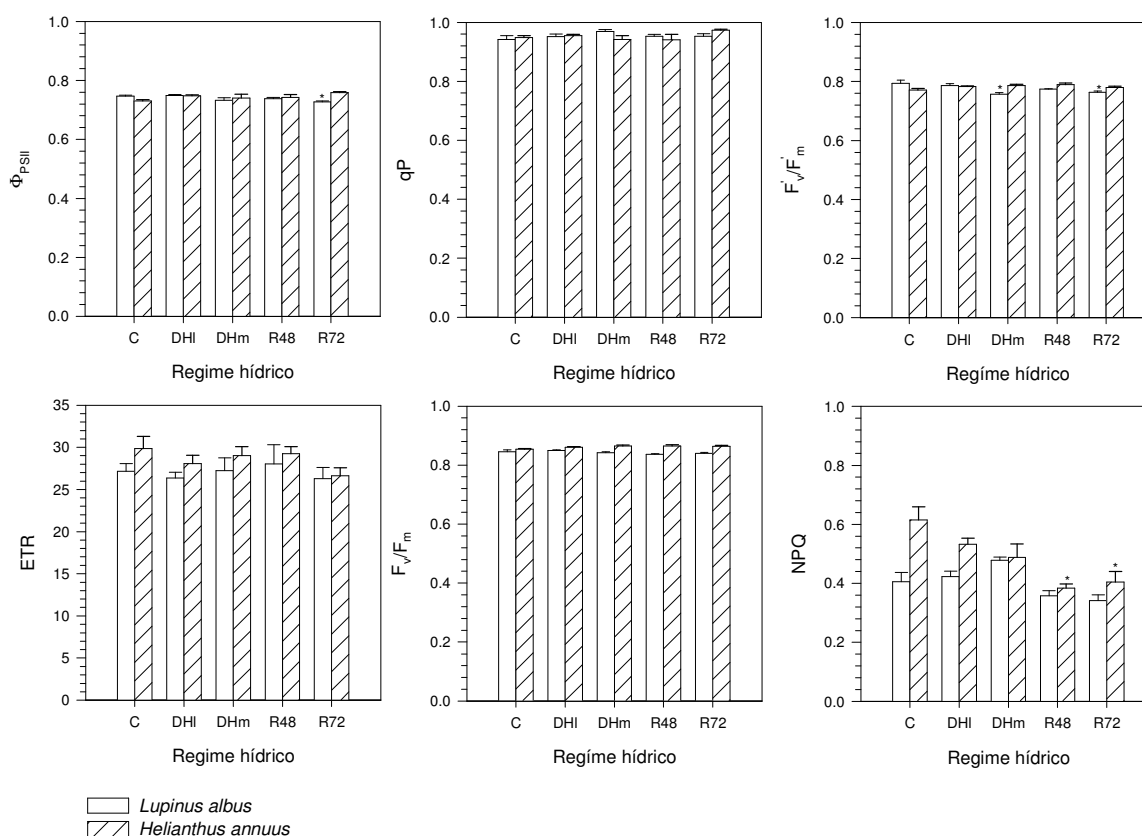 1.0
0.8
0.6
0.4
0.2
0.0
Φ_PSII
*
C DHl DHm R48 R72
Regime hídrico
1.0
0.8
0.6
0.4
0.2
0.0
qP
C DHl DHm R48 R72
Regime hídrico
1.0
0.8
0.6
0.4
0.2
0.0
F'v/F'm
* *
C DHl DHm R48 R72
Regíme hídrico
35
30
25
20
15
10
5
0
ETR
C DHl DHm R48 R72
Regime hídrico
1.0
0.8
0.6
0.4
0.2
0.0
Fv/Fm
C DHl DHm R48 R72
Regíme hídrico
1.0
0.8
0.6
0.4
0.2
0.0
NPQ
* *
C DHl DHm R48 R72
Regime hídrico
Lupinus albus
Helianthus annuus